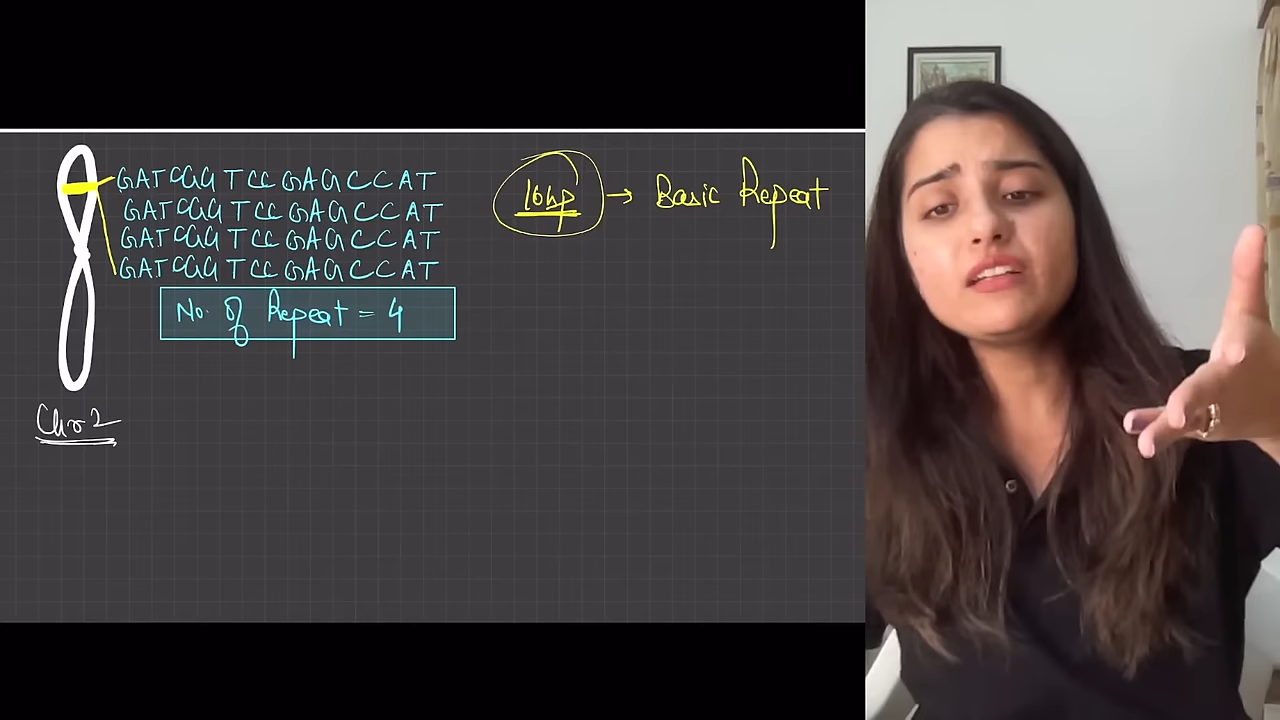 GATCGGTCCGAGCCAT
GATCGGTCCGAGCCAT
GATCGGTCCGAGCCAT
GATCGGTCCGAGCCAT
No. of Repeat = 4
16bp → Basic Repeat
Chr 2